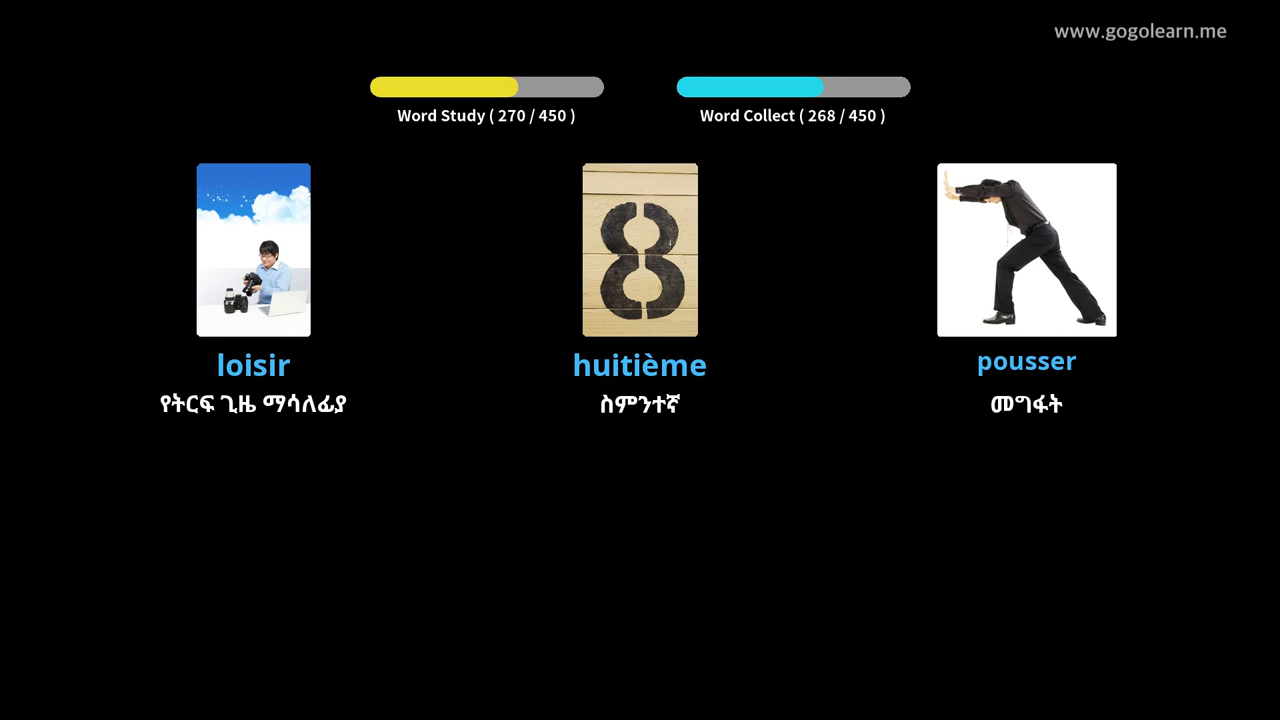 www.gogolearn.me
Word Study ( 270 / 450 )
Word Collect ( 268 / 450 )
8
loisir
huitième
pousser
የትርፍ ጊዜ ማሳለፊያ
ስምንተኛ
መግፋት